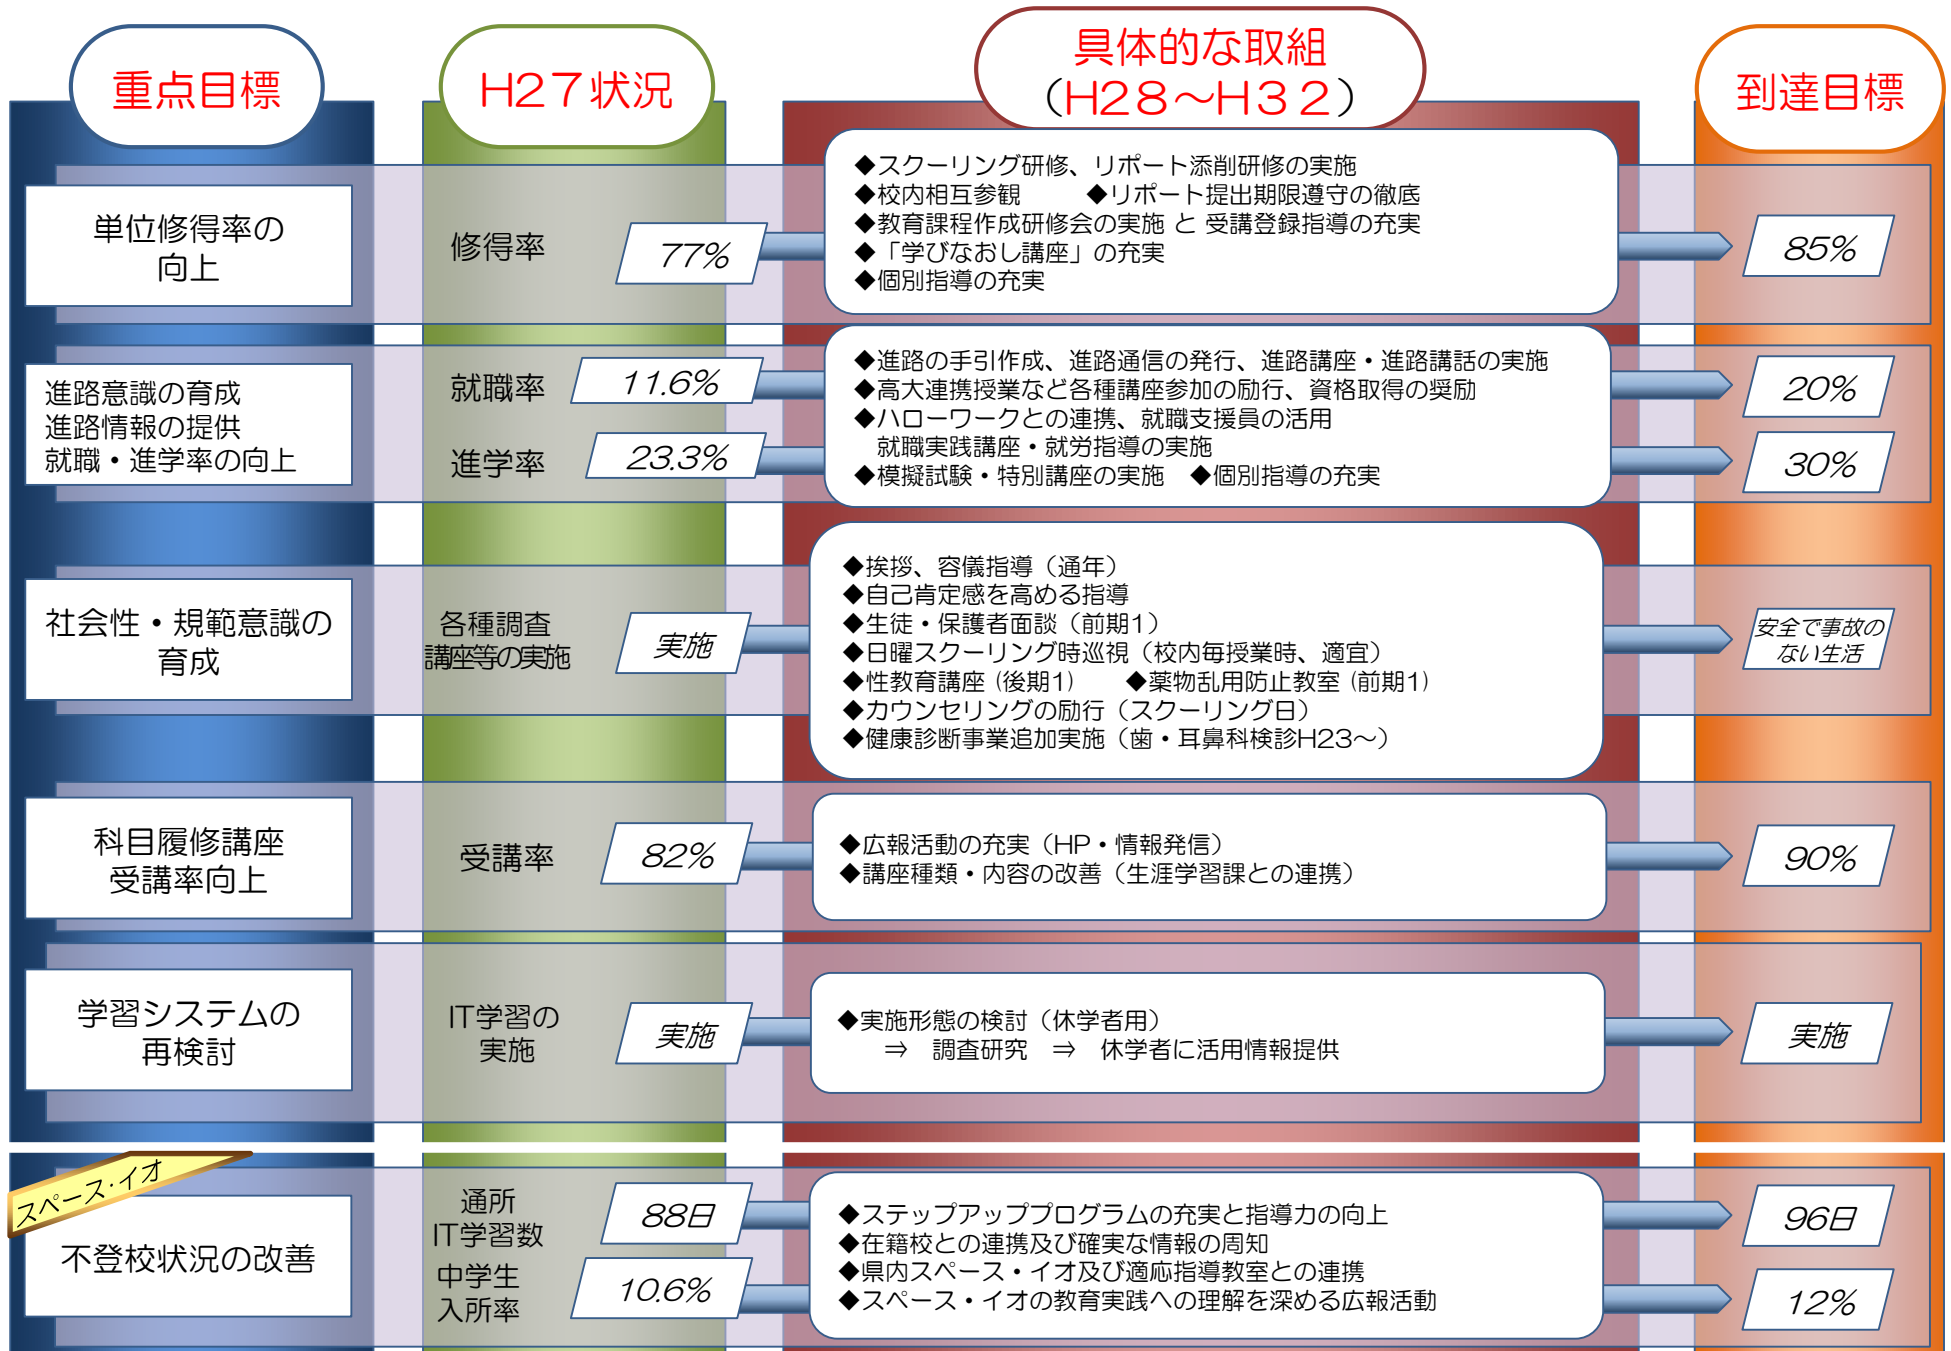 重点目標
H27状況
具体的な取組
(H28～H32)
到達目標
単位修得率の
向上
修得率
77%
◆スクーリング研修、リポート添削研修の実施
◆校内相互参観　　　◆リポート提出期限遵守の徹底
◆教育課程作成研修会の実施 と 受講登録指導の充実
◆「学びなおし講座」の充実
◆個別指導の充実
85%
進路意識の育成
進路情報の提供
就職・進学率の向上
就職率
11.6%
進学率
23.3%
◆進路の手引作成、進路通信の発行、進路講座・進路講話の実施
◆高大連携授業など各種講座参加の励行、資格取得の奨励
◆ハローワークとの連携、就職支援員の活用
就職実践講座・就労指導の実施
◆模擬試験・特別講座の実施　◆個別指導の充実
20%
30%
社会性・規範意識の
育成
各種調査
講座等の実施
実施
◆挨拶、容儀指導（通年）
◆自己肯定感を高める指導
◆生徒・保護者面談（前期1）
◆日曜スクーリング時巡視（校内毎授業時、適宜）
◆性教育講座 (後期1)　　◆薬物乱用防止教室 (前期1)
◆カウンセリングの励行（スクーリング日）
◆健康診断事業追加実施（歯・耳鼻科検診H23～）
安全で事故の
ない生活
科目履修講座
受講率向上
受講率
82%
◆広報活動の充実（HP・情報発信）
◆講座種類・内容の改善（生涯学習課との連携）
90%
学習システムの
再検討
IT学習の
実施
実施
◆実施形態の検討（休学者用）
⇒　調査研究　⇒　休学者に活用情報提供
実施
スペース・イオ
不登校状況の改善
通所
IT学習数
88日
中学生
入所率
10.6%
◆ステップアッププログラムの充実と指導力の向上
◆在籍校との連携及び確実な情報の周知
◆県内スペース・イオ及び適応指導教室との連携
◆スペース・イオの教育実践への理解を深める広報活動
96日
12%